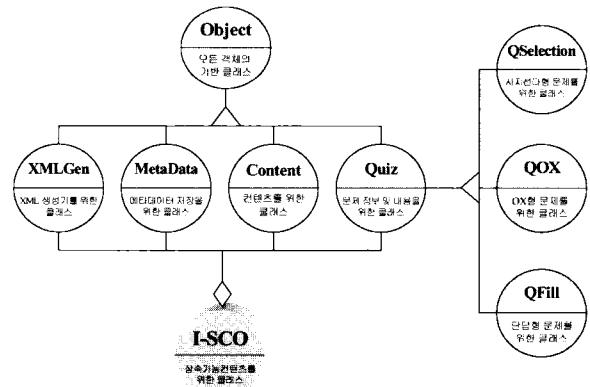 Object
모든 객체의
기반 클래스
XMLGen
XML 생성기를 위한
클래스
MetaData
메타데이터 저장을
위한 클래스
Content
컨텐츠를 위한
클래스
Quiz
문제 정보 및 내용을
위한 클래스
QSelection
사지선다형 문제를
위한 클래스
QOX
OX형 문제를
위한 클래스
QFill
단답형 문제를
위한 클래스
I-SCO
상속가능컨텐츠를
위한 클래스